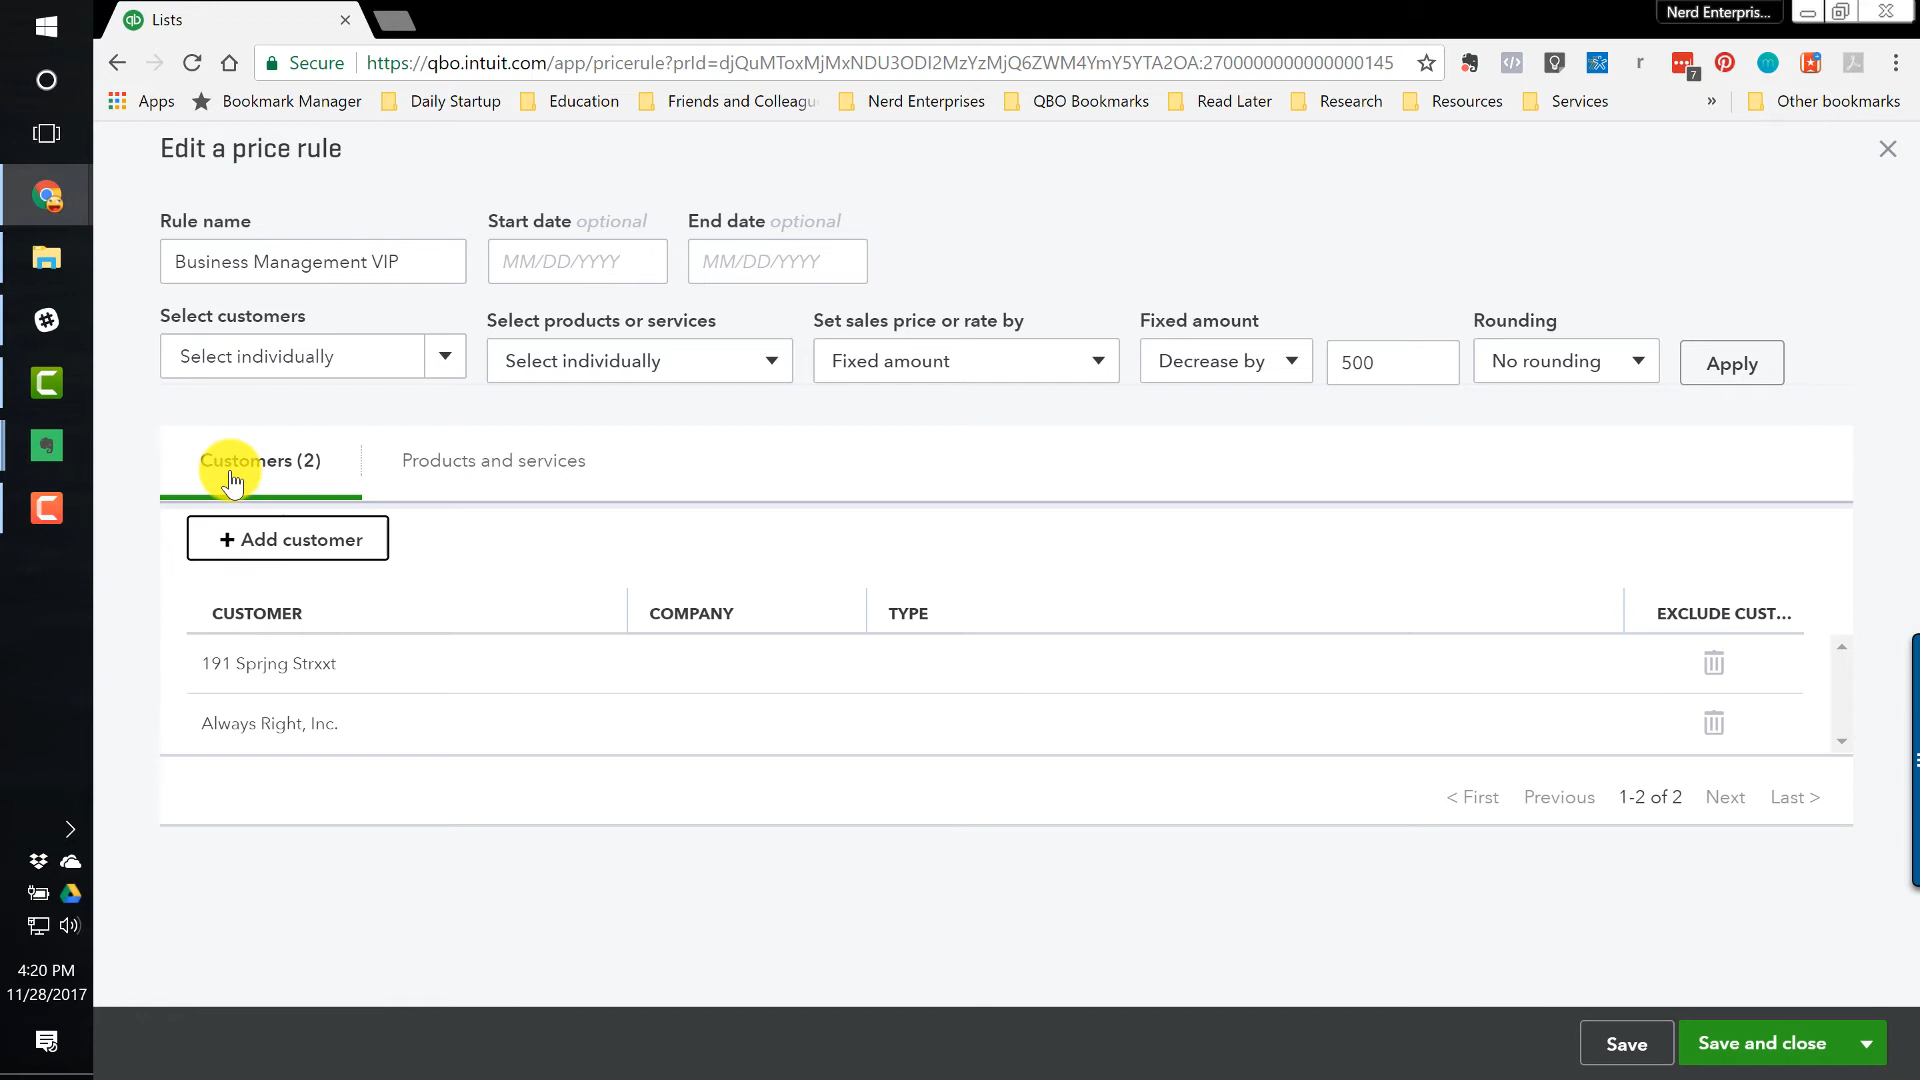 Lists
Nerd Enterpris...
Secure
https://qbo.intuit.com/app/pricerule?prId=djQuMToxMjMxNDU3ODI2MzYzMjQ6ZWM4YmY5YTA2OA:2700000000000000145
7
Apps
Bookmark Manager
Daily Startup
Education
Friends and Colleagu
Nerd Enterprises
QBO Bookmarks
Read Later
Research
Resources
Services
»
Other bookmarks
Edit a price rule
Rule name
Start date optional
End date optional
Business Management VIP
MM/DD/YYYY
MM/DD/YYYY
Select customers
Select products or services
Set sales price or rate by
Fixed amount
Rounding
Select individually
Select individually
Fixed amount
Decrease by
500
No rounding
Apply
Customers (2)
Products and services
+ Add customer
CUSTOMER
COMPANY
TYPE
EXCLUDE CUST...
191 Sprjng Strxxt
Always Right, Inc.
< First
Previous
1-2 of 2
Next
Last >
4:20 PM
11/28/2017
Save
Save and close